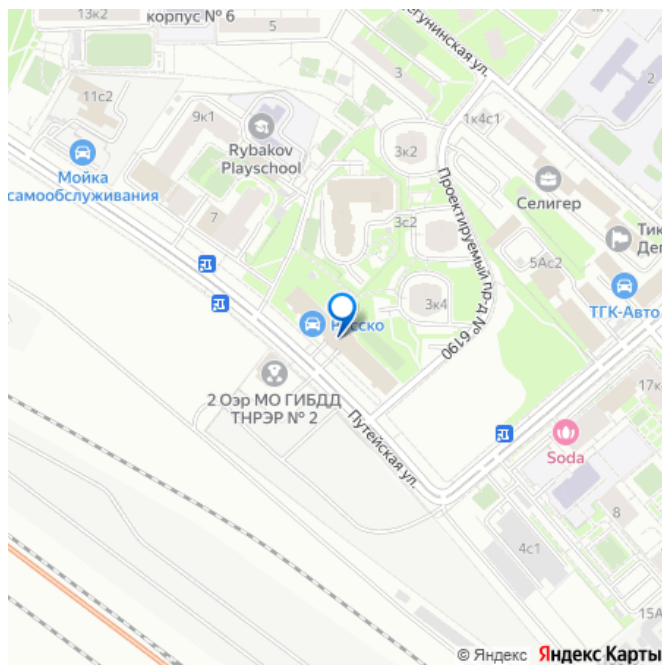 13к2
корпус № 6
5
1к
егунинская ул.
3
2
11с2
9к1
Rybakov
Playschool
3к2
1к4с1
Мойка
самообслуживания
Проектируемый пр-д № 6190
Селигер
7
3с2
5Ас2
Тик
Деп
3к4
ТГК-Авто
2 Оэр МО ГИБДД
ТНРЭР № 2
Путейская ул.
17к
Soda
8
4с1
15А
© Яндекс Яндекс Карты